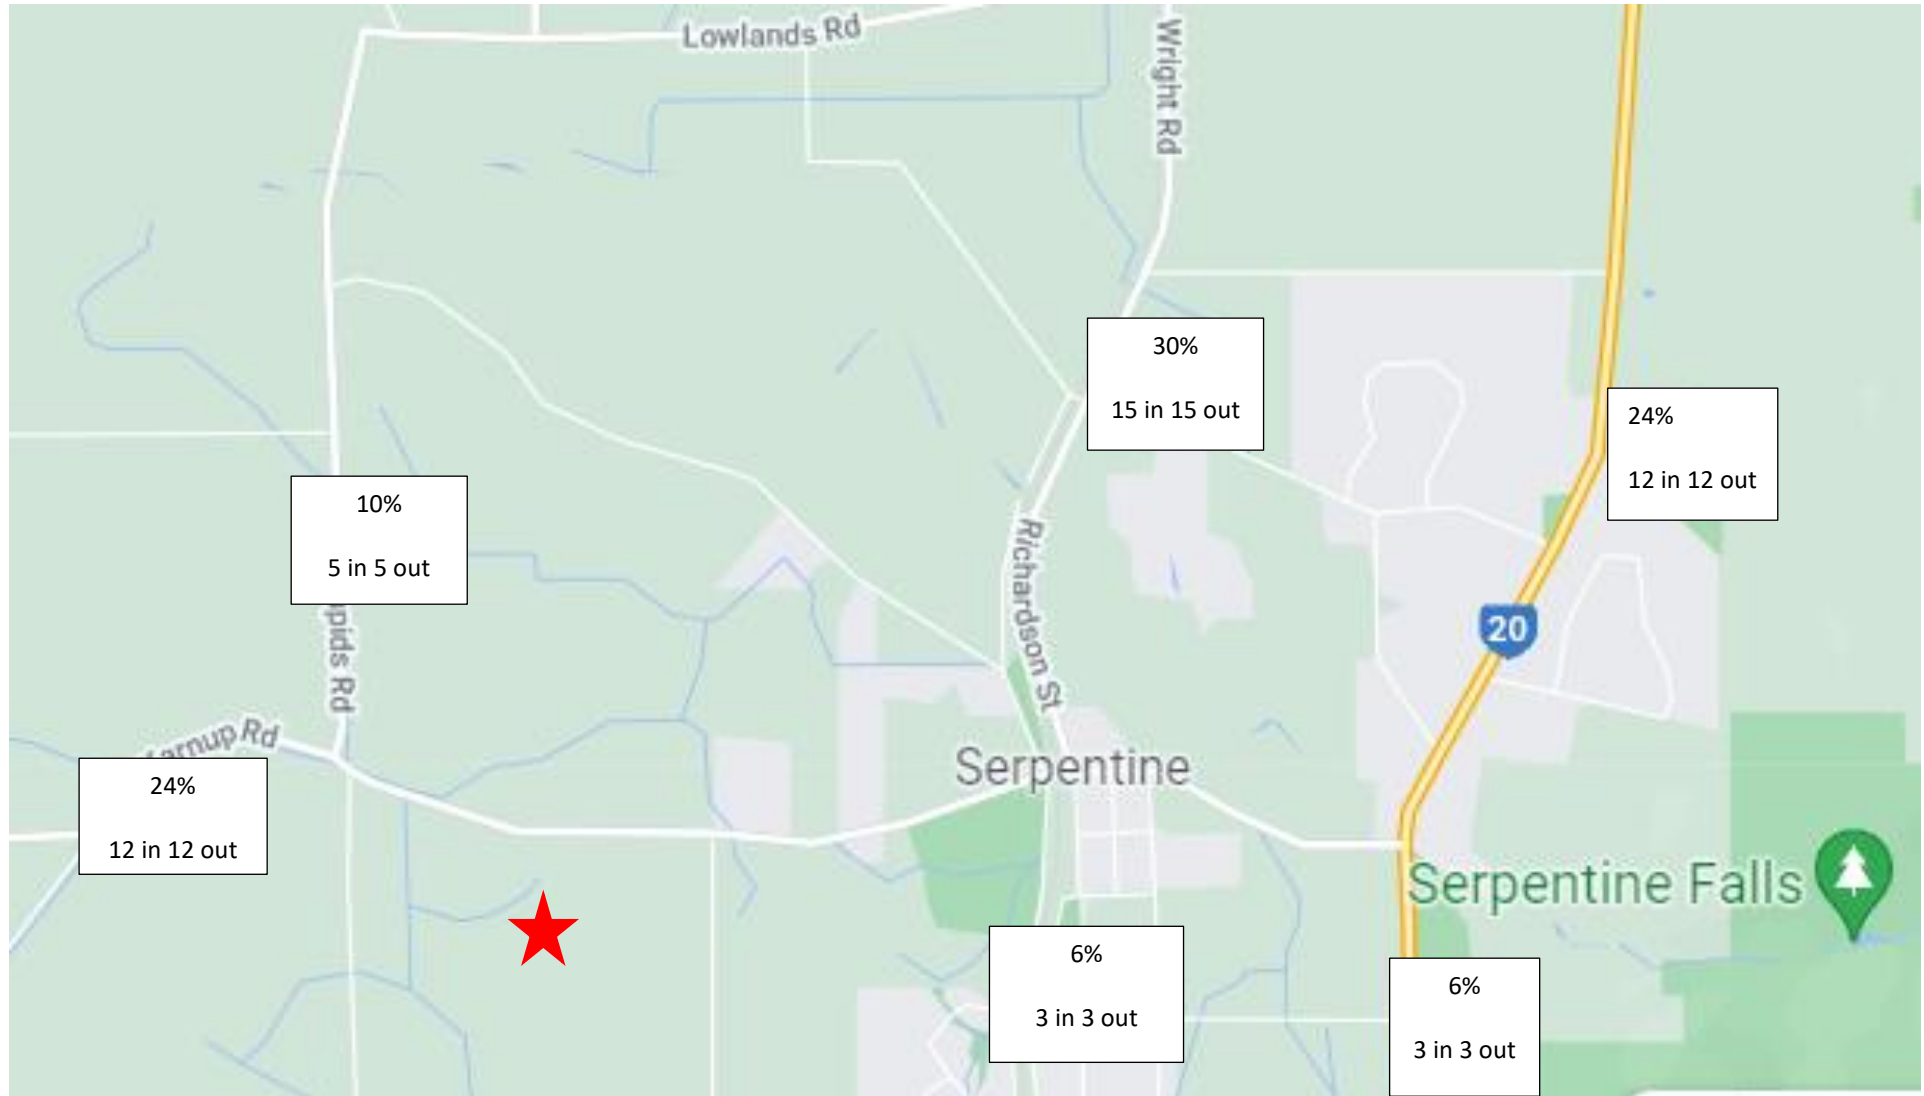 Lowlands Rd
Wright Rd
30%
15 in 15 out
24%
12 in 12 out
10%
5 in 5 out
Richardson St
20
Rd
Rd
Serpentine
24%
12 in 12 out
Serpentine Falls
6%
3 in 3 out
6%
3 in 3 out